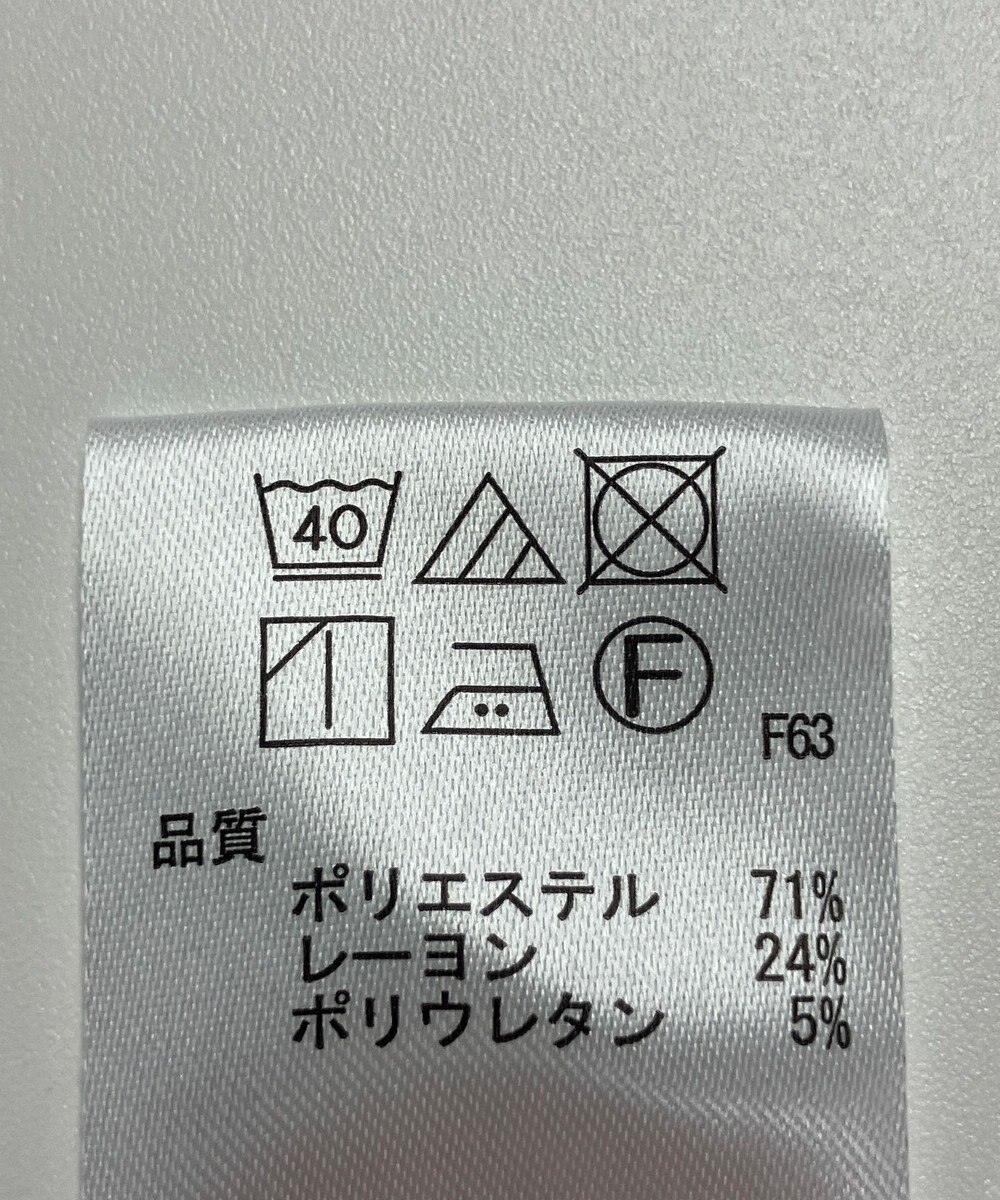 40
F
F63
品質
ポリエステル 71%
レーヨン 24%
ポリウレタン 5%